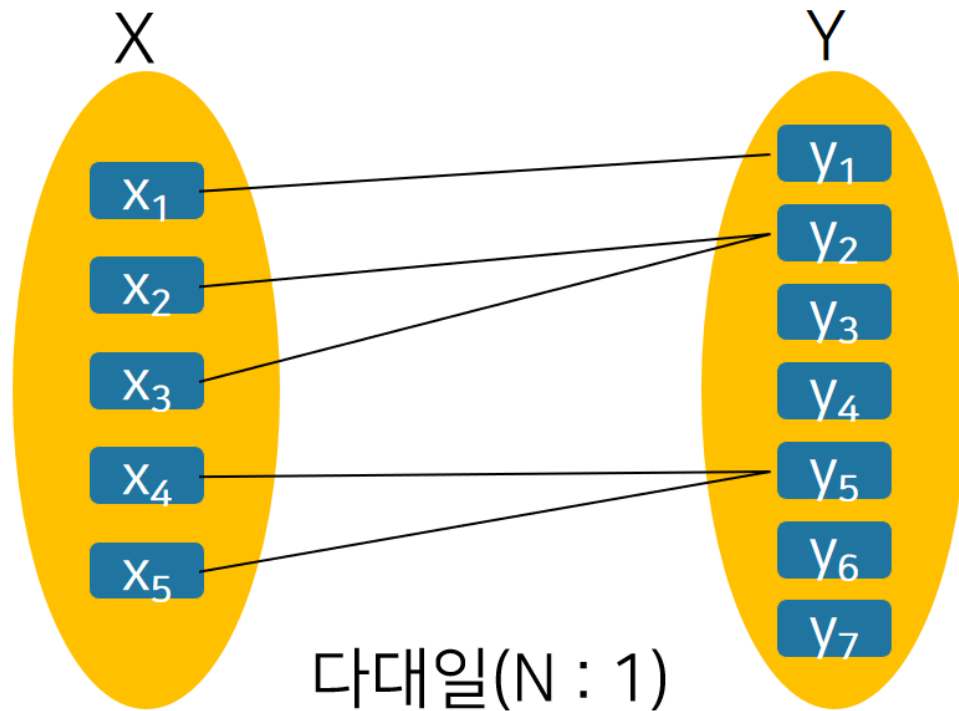 X
Y
x₁
x₂
x₃
x₄
x₅
y₁
y₂
y₃
y₄
y₅
y₆
y₇
다대일(N : 1)